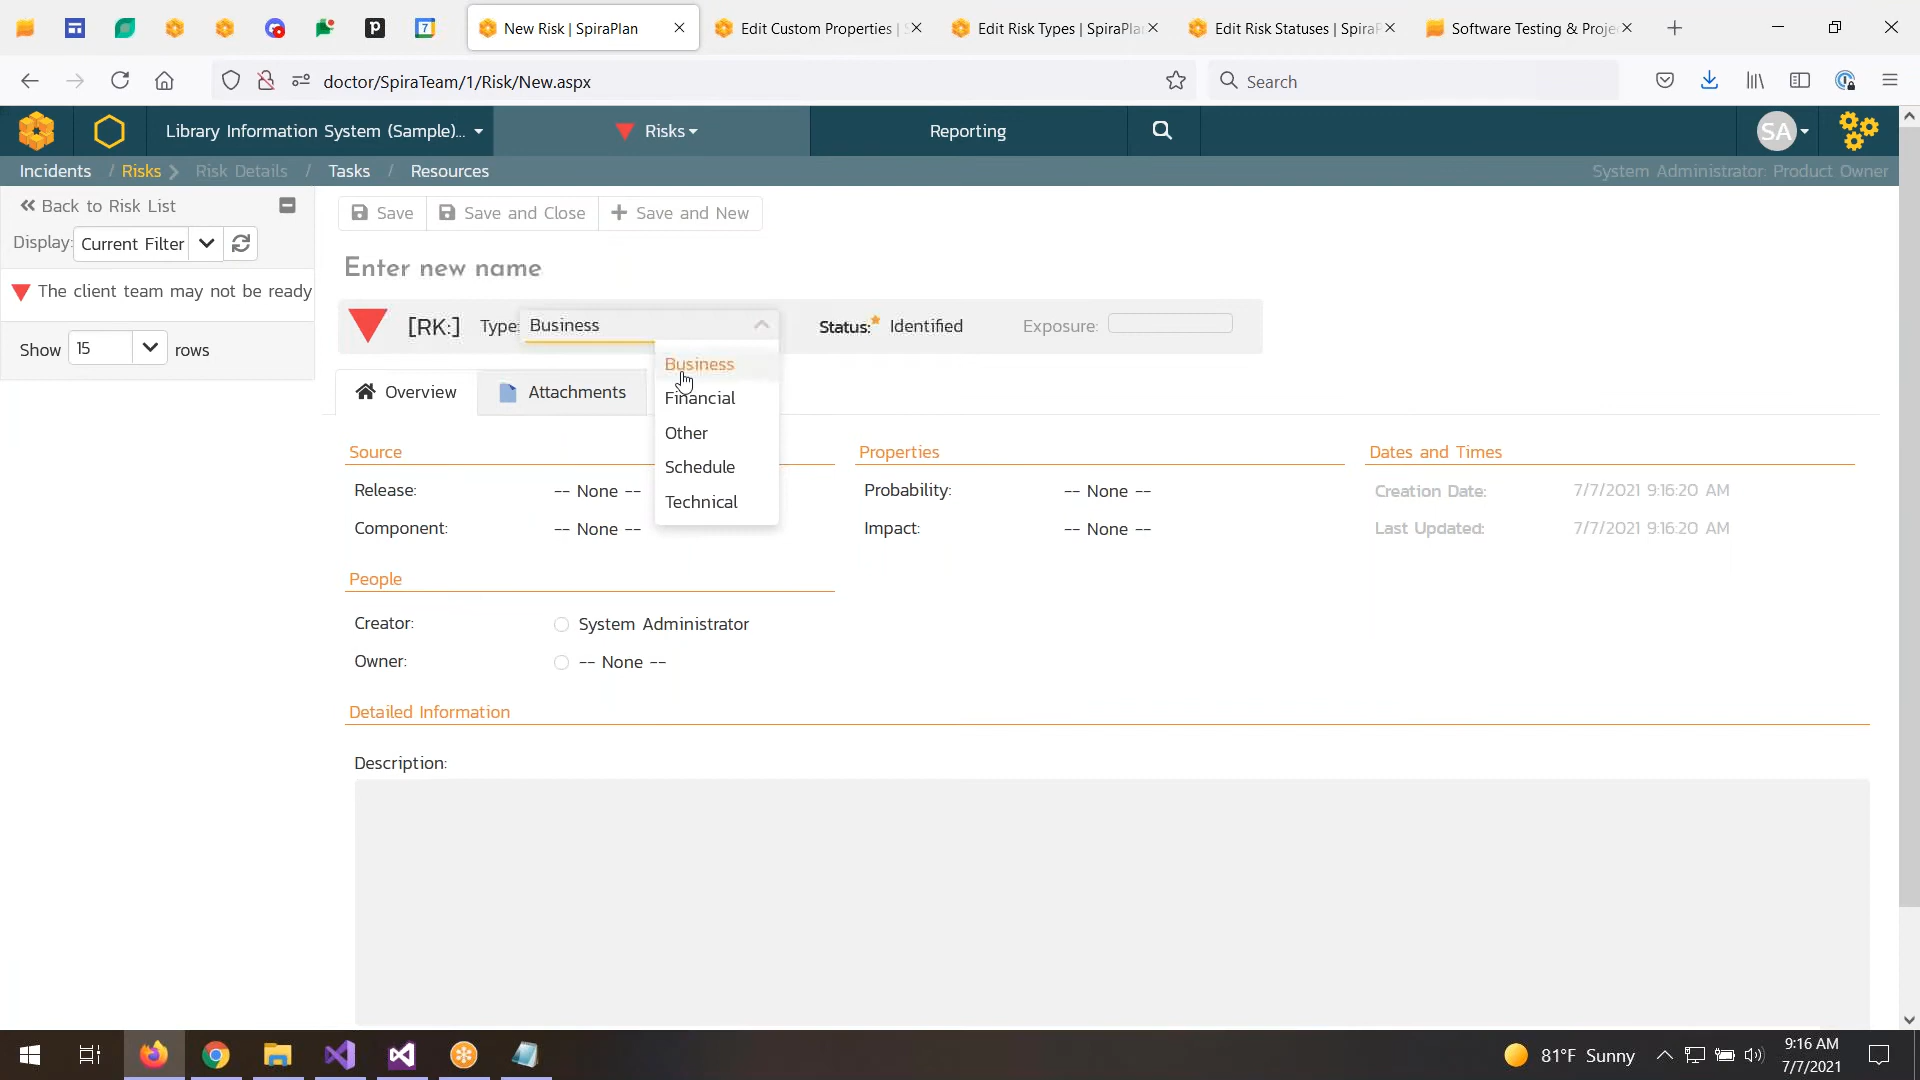 New Risk | SpiraPlan
Edit Custom Properties | S
Edit Risk Types | SpiraPla
Edit Risk Statuses | SpiraP
Software Testing & Proje
7
doctor/SpiraTeam/1/Risk/New.aspx
Search
Library Information System (Sample)...
Risks
Reporting
SA
Incidents / Risks Risk Details / Tasks / Resources
System Administrator: Product Owner
Back to Risk List
Save
Save and Close
Save and New
Display: Current Filter
Enter new name
The client team may not be ready
[RK:] Type: Business
Status:* Identified
Exposure:
Show 15 rows
Business
Financial
Other
Schedule
Technical
Overview
Attachments
Source
Release: -- None --
Component: -- None --
Properties
Probability: -- None --
Impact: -- None --
Dates and Times
Creation Date: 7/7/2021 9:16:20 AM
Last Updated: 7/7/2021 9:16:20 AM
People
Creator: System Administrator
Owner: -- None --
Detailed Information
Description:
81°F Sunny
9:16 AM
7/7/2021